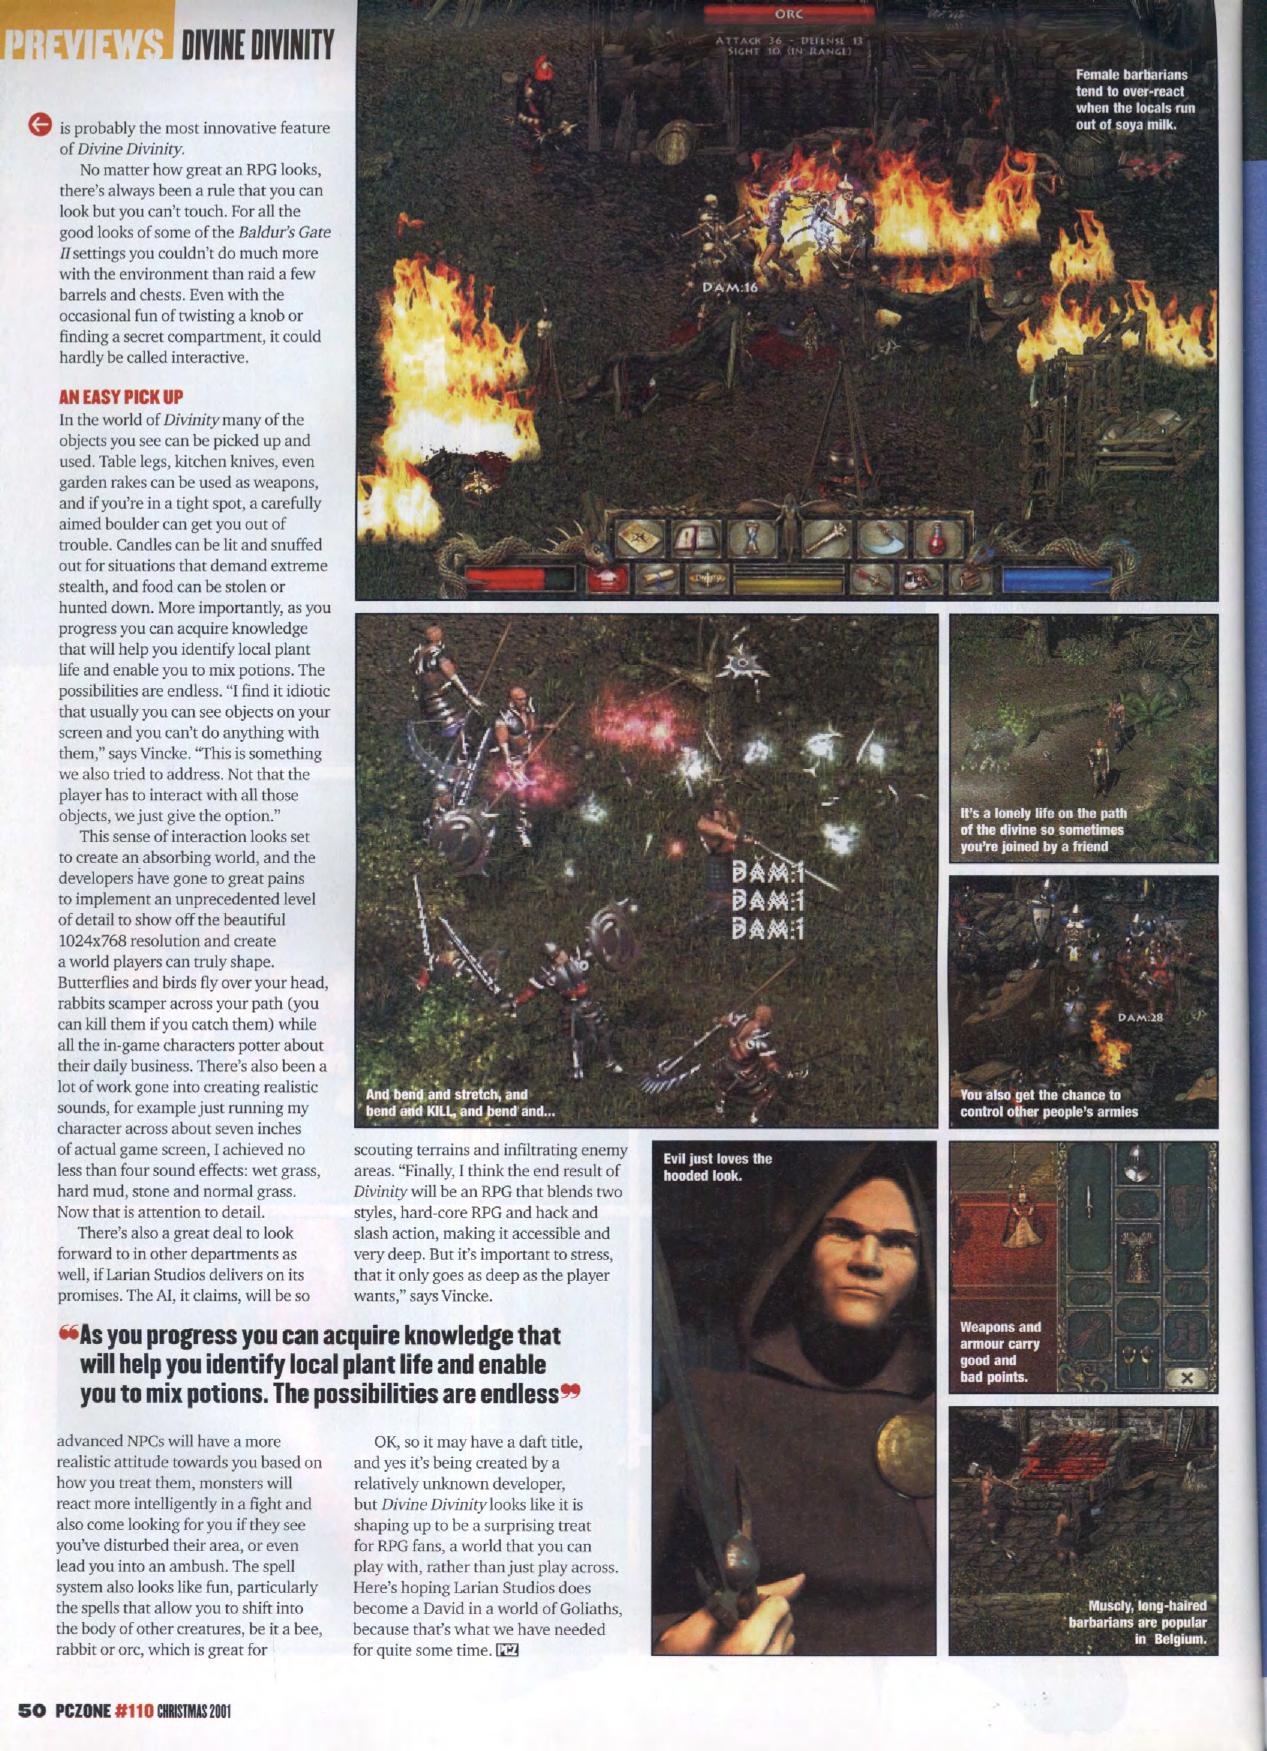 PREVIEWS DIVINE DIVINITY
is probably the most innovative feature
of Divine Divinity.
No matter how great an RPG looks,
there's always been a rule that you can
look but you can't touch. For all the
good looks of some of the Baldur's Gate
II settings you couldn't do much more
with the environment than raid a few
barrels and chests. Even with the
occasional fun of twisting a knob or
finding a secret compartment, it could
hardly be called interactive.
AN EASY PICK UP
In the world of Divinity many of the
objects you see can be picked up and
used. Table legs, kitchen knives, even
garden rakes can be used as weapons,
and if you're in a tight spot, a carefully
aimed boulder can get you out of
trouble. Candles can be lit and snuffed
out for situations that demand extreme
stealth, and food can be stolen or
hunted down. More importantly, as you
progress you can acquire knowledge
that will help you identify local plant
life and enable you to mix potions. The
possibilities are endless. “I find it idiotic
that usually you can see objects on your
screen and you can't do anything with
them,” says Vincke. “This is something
we also tried to address. Not that the
player has to interact with all those
objects, we just give the option.”
This sense of interaction looks set
to create an absorbing world, and the
developers have gone to great pains
to implement an unprecedented level
of detail to show off the beautiful
1024x768 resolution and create
a world players can truly shape.
Butterflies and birds fly over your head,
rabbits scamper across your path (you
can kill them if you catch them) while
all the in-game characters potter about
their daily business. There's also been a
lot of work gone into creating realistic
sounds, for example just running my
character across about seven inches
of actual game screen, I achieved no
less than four sound effects: wet grass,
hard mud, stone and normal grass.
Now that is attention to detail.
There's also a great deal to look
forward to in other departments as
well, if Larian Studios delivers on its
promises. The AI, it claims, will be so
“As you progress you can acquire knowledge that
will help you identify local plant life and enable
you to mix potions. The possibilities are endless”
advanced NPCs will have a more
realistic attitude towards you based on
how you treat them, monsters will
react more intelligently in a fight and
also come looking for you if they see
you've disturbed their area, or even
lead you into an ambush. The spell
system also looks like fun, particularly
the spells that allow you to shift into
the body of other creatures, be it a bee,
rabbit or orc, which is great for
scouting terrains and infiltrating enemy
areas. “Finally, I think the end result of
Divinity will be an RPG that blends two
styles, hard-core RPG and hack and
slash action, making it accessible and
very deep. But it's important to stress,
that it only goes as deep as the player
wants,” says Vincke.
OK, so it may have a daft title,
and yes it's being created by a
relatively unknown developer,
but Divine Divinity looks like it is
shaping up to be a surprising treat
for RPG fans, a world that you can
play with, rather than just play across.
Here's hoping Larian Studios does
become a David in a world of Goliaths,
because that's what we have needed
for quite some time. PCZ
ORC
ATTACK 36 - DEFENSE 13
SIGHT 10 (IN RANGE)
Female barbarians
tend to over-react
when the locals run
out of soya milk.
DAM:16
DAM:1
DAM:1
DAM:1
And bend and stretch, and
bend and KILL, and bend and...
It's a lonely life on the path
of the divine so sometimes
you're joined by a friend
DAM:28
You also get the chance to
control other people's armies
Evil just loves the
hooded look.
Weapons and
armour carry
good and
bad points.
Muscly, long-haired
barbarians are popular
in Belgium.
50 PCZONE #110 CHRISTMAS 2001